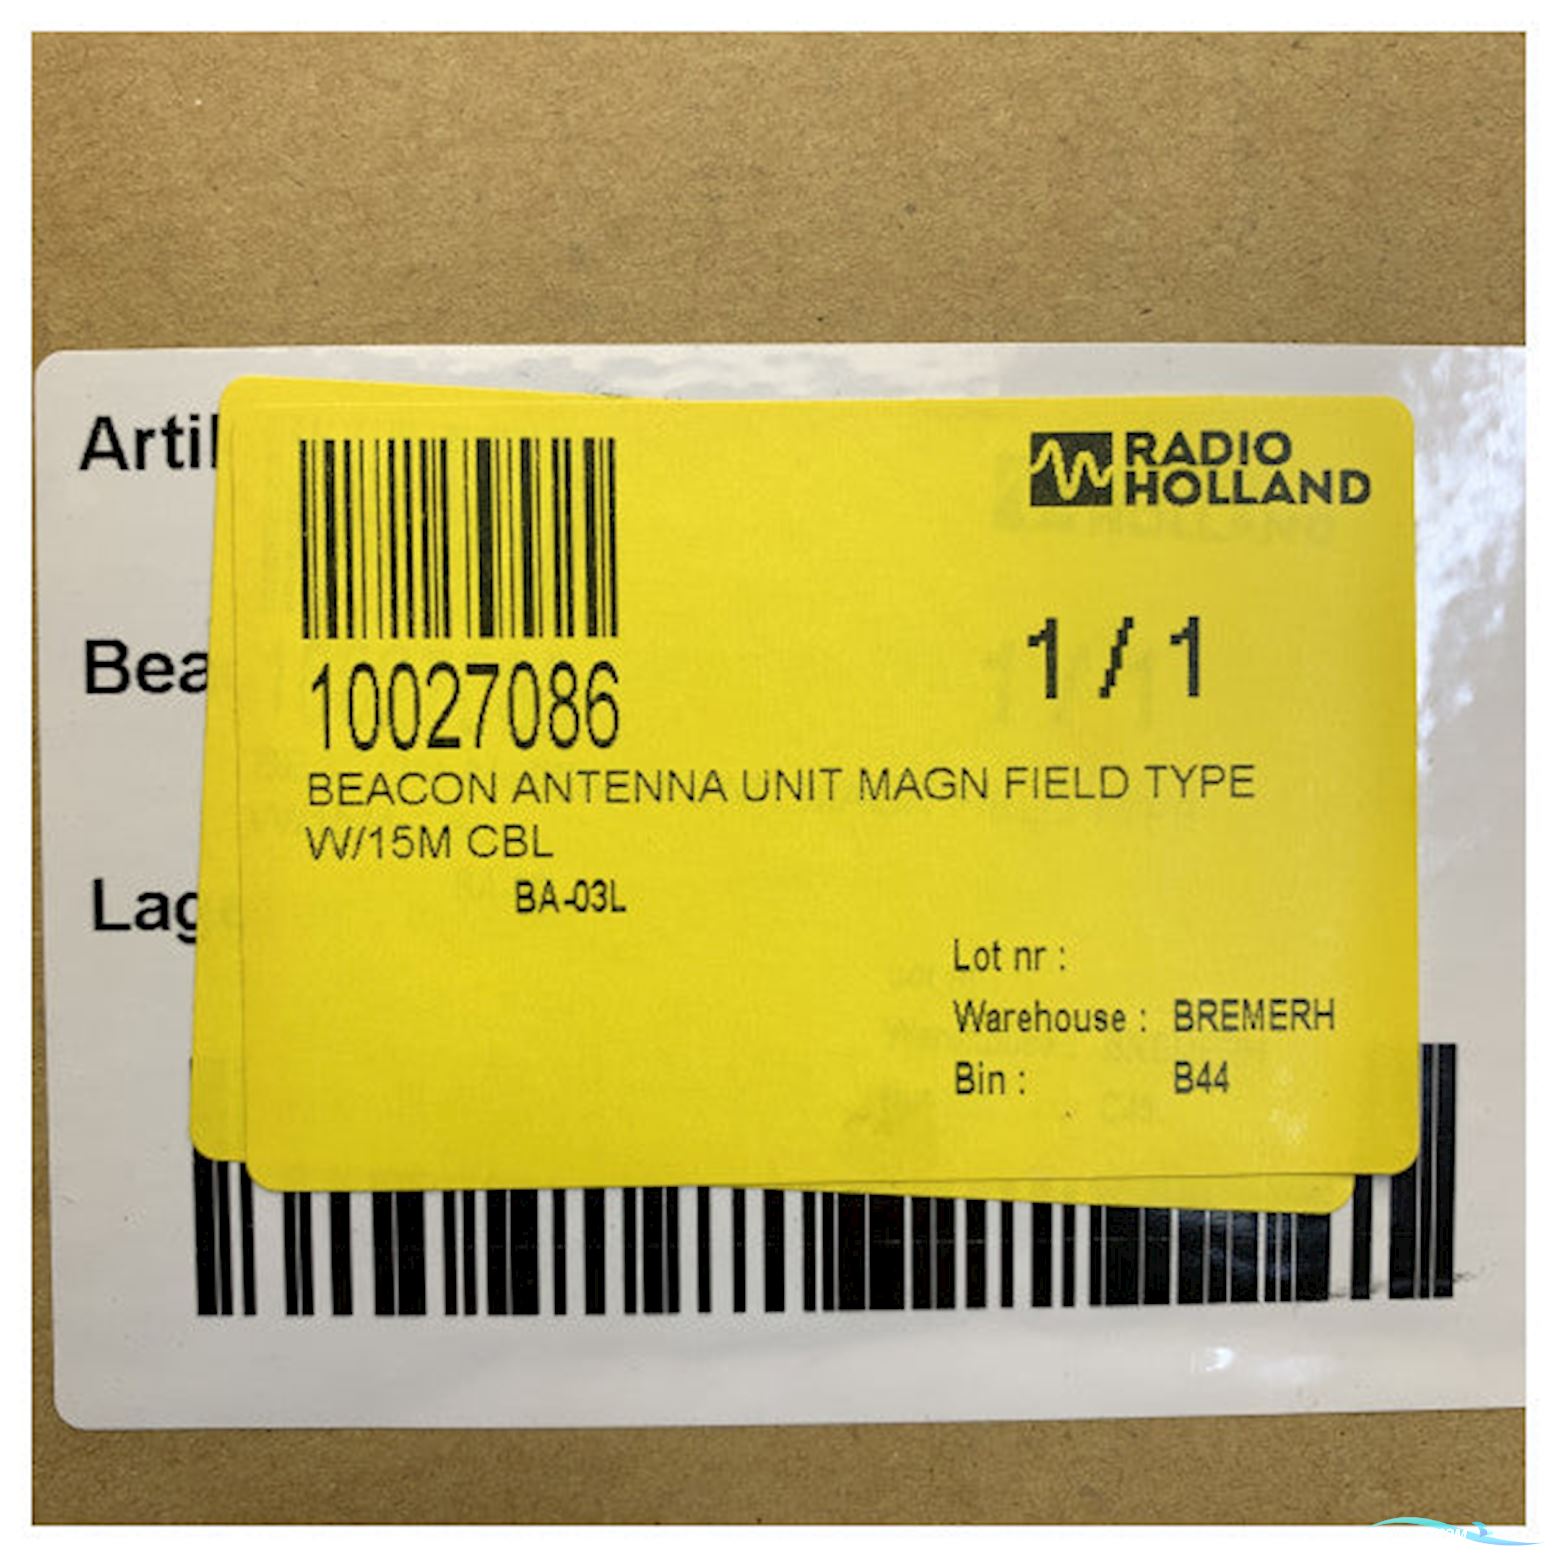 Artik
Bea
Lag
RADIO
HOLLAND
10027086
1 / 1
BEACON ANTENNA UNIT MAGN FIELD TYPE
W/15M CBL
BA-03L
Lot nr :
Warehouse : BREMERH
Bin : B44